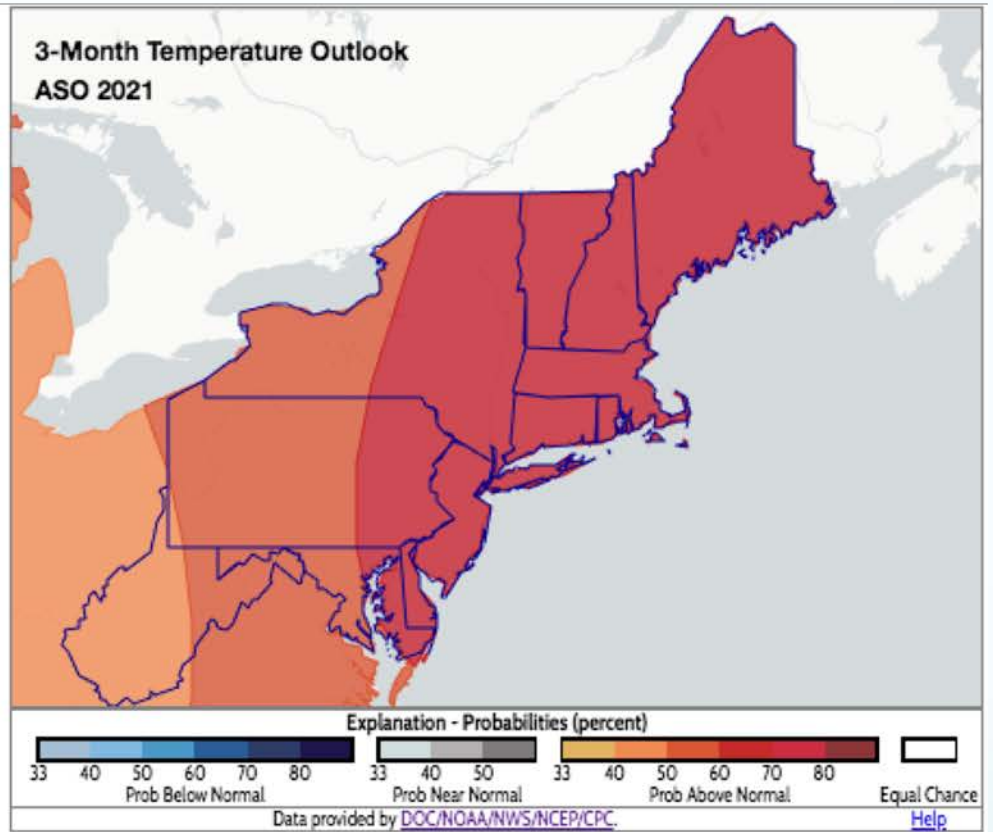 3-Month Temperature Outlook
ASO 2021
Explanation - Probabilities (percent)
33 40 50 60 70 80 33 40 50 33 40 50 60 70 80
Prob Below Normal Prob Near Normal Prob Above Normal Equal Chance
Data provided by DOC/NOAA/NWS/NCEP/CPC. Help